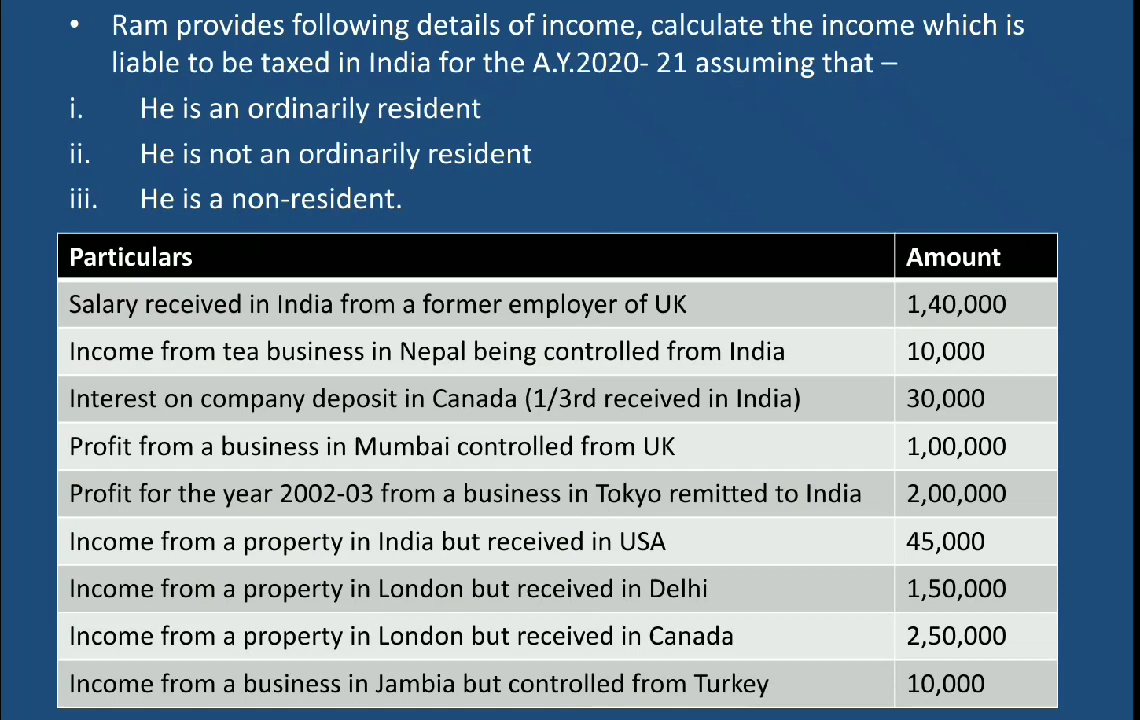 • Ram provides following details of income, calculate the income which is
liable to be taxed in India for the A.Y.2020- 21 assuming that –
i. He is an ordinarily resident
ii. He is not an ordinarily resident
iii. He is a non-resident.
Particulars Amount
Salary received in India from a former employer of UK 1,40,000
Income from tea business in Nepal being controlled from India 10,000
Interest on company deposit in Canada (1/3rd received in India) 30,000
Profit from a business in Mumbai controlled from UK 1,00,000
Profit for the year 2002-03 from a business in Tokyo remitted to India 2,00,000
Income from a property in India but received in USA 45,000
Income from a property in London but received in Delhi 1,50,000
Income from a property in London but received in Canada 2,50,000
Income from a business in Jambia but controlled from Turkey 10,000